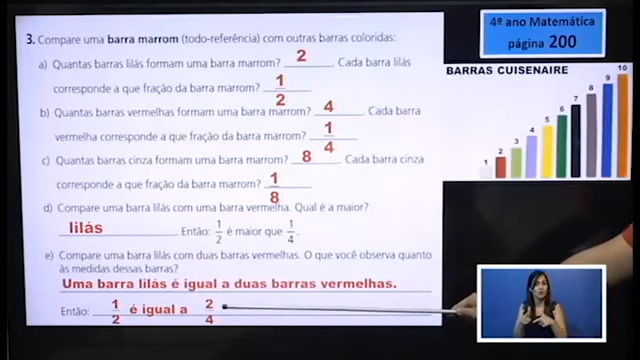 3. Compare uma barra marrom (todo-referência) com outras barras coloridas:
a) Quantas barras lilás formam uma barra marrom? 2 Cada barra lilás
corresponde a que fração da barra marrom? 1/2
b) Quantas barras vermelhas formam uma barra marrom? 4 Cada barra
vermelha corresponde a que fração da barra marrom? 1/4
c) Quantas barras cinza formam uma barra marrom? 8 Cada barra cinza
corresponde a que fração da barra marrom? 1/8
d) Compare uma barra lilás com uma barra vermelha. Qual é a maior?
lilás Então: 1/2 é maior que 1/4.
e) Compare uma barra lilás com duas barras vermelhas. O que você observa quanto
às medidas dessas barras?
Uma barra lilás é igual a duas barras vermelhas.
Então: 1/2 é igual a 2/4
4º ano Matemática
página 200
BARRAS CUISENAIRE
1 2 3 4 5 6 7 8 9 10